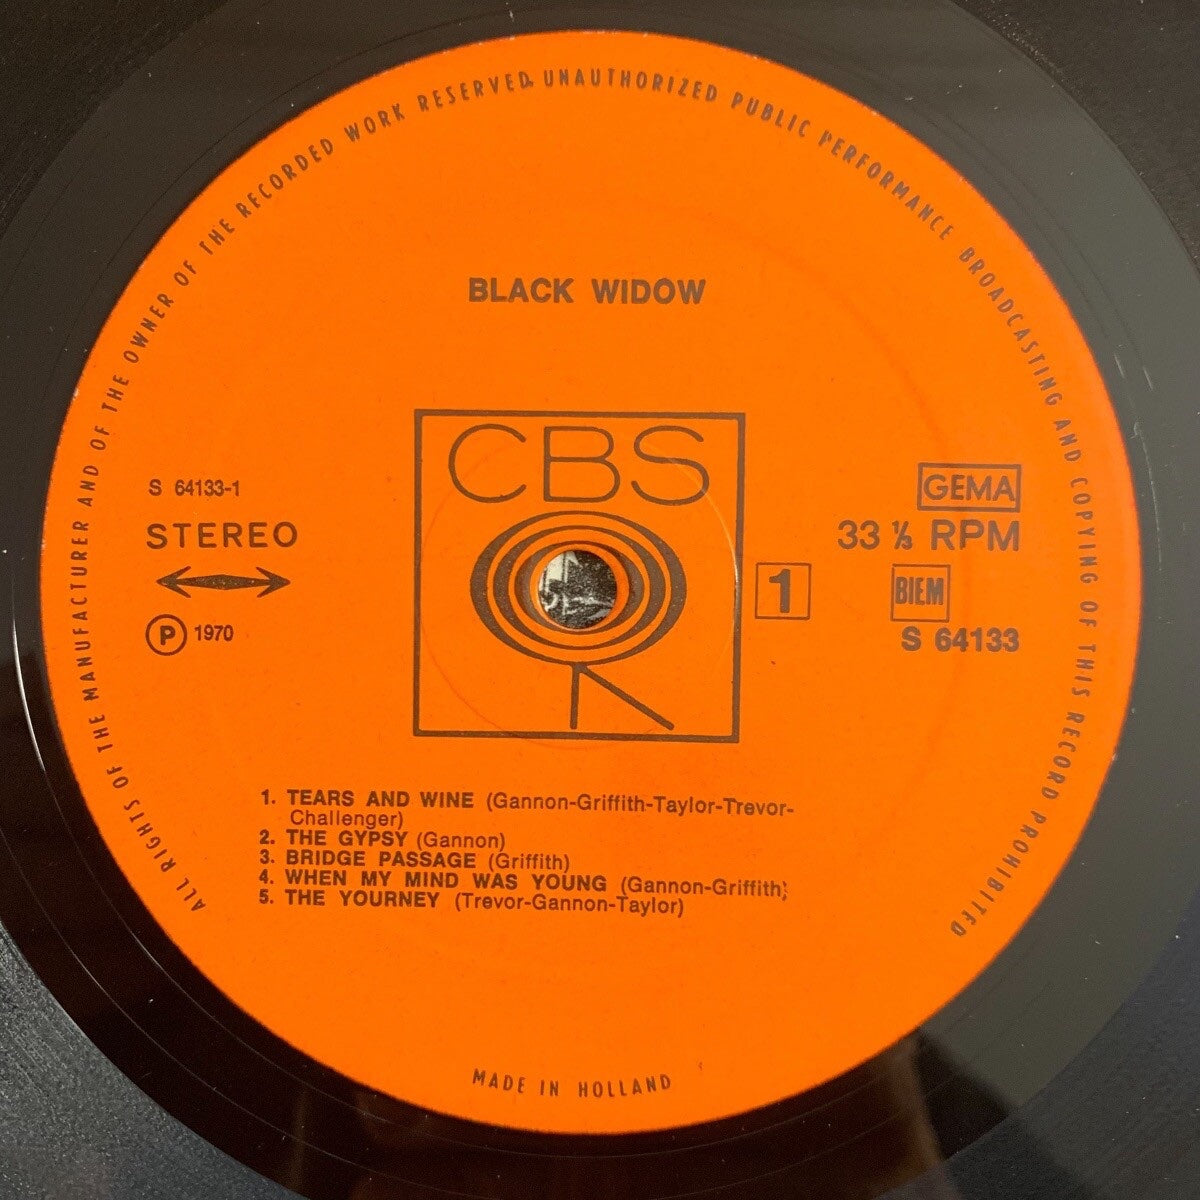 ALL RIGHTS OF THE MANUFACTURER AND OF THE OWNER OF THE RECORDED WORK RESERVED. UNAUTHORIZED PUBLIC PERFORMANCE BROADCASTING AND COPYING OF THIS RECORD PROHIBITED
BLACK WIDOW
CBS
S 64133-1
STEREO
Ⓟ 1970
GEMA
33 ⅓ RPM
1
BIEM
S 64133
1. TEARS AND WINE (Gannon-Griffith-Taylor-Trevor-
Challenger)
2. THE GYPSY (Gannon)
3. BRIDGE PASSAGE (Griffith)
4. WHEN MY MIND WAS YOUNG (Gannon-Griffith)
5. THE YOURNEY (Trevor-Gannon-Taylor)
MADE IN HOLLAND